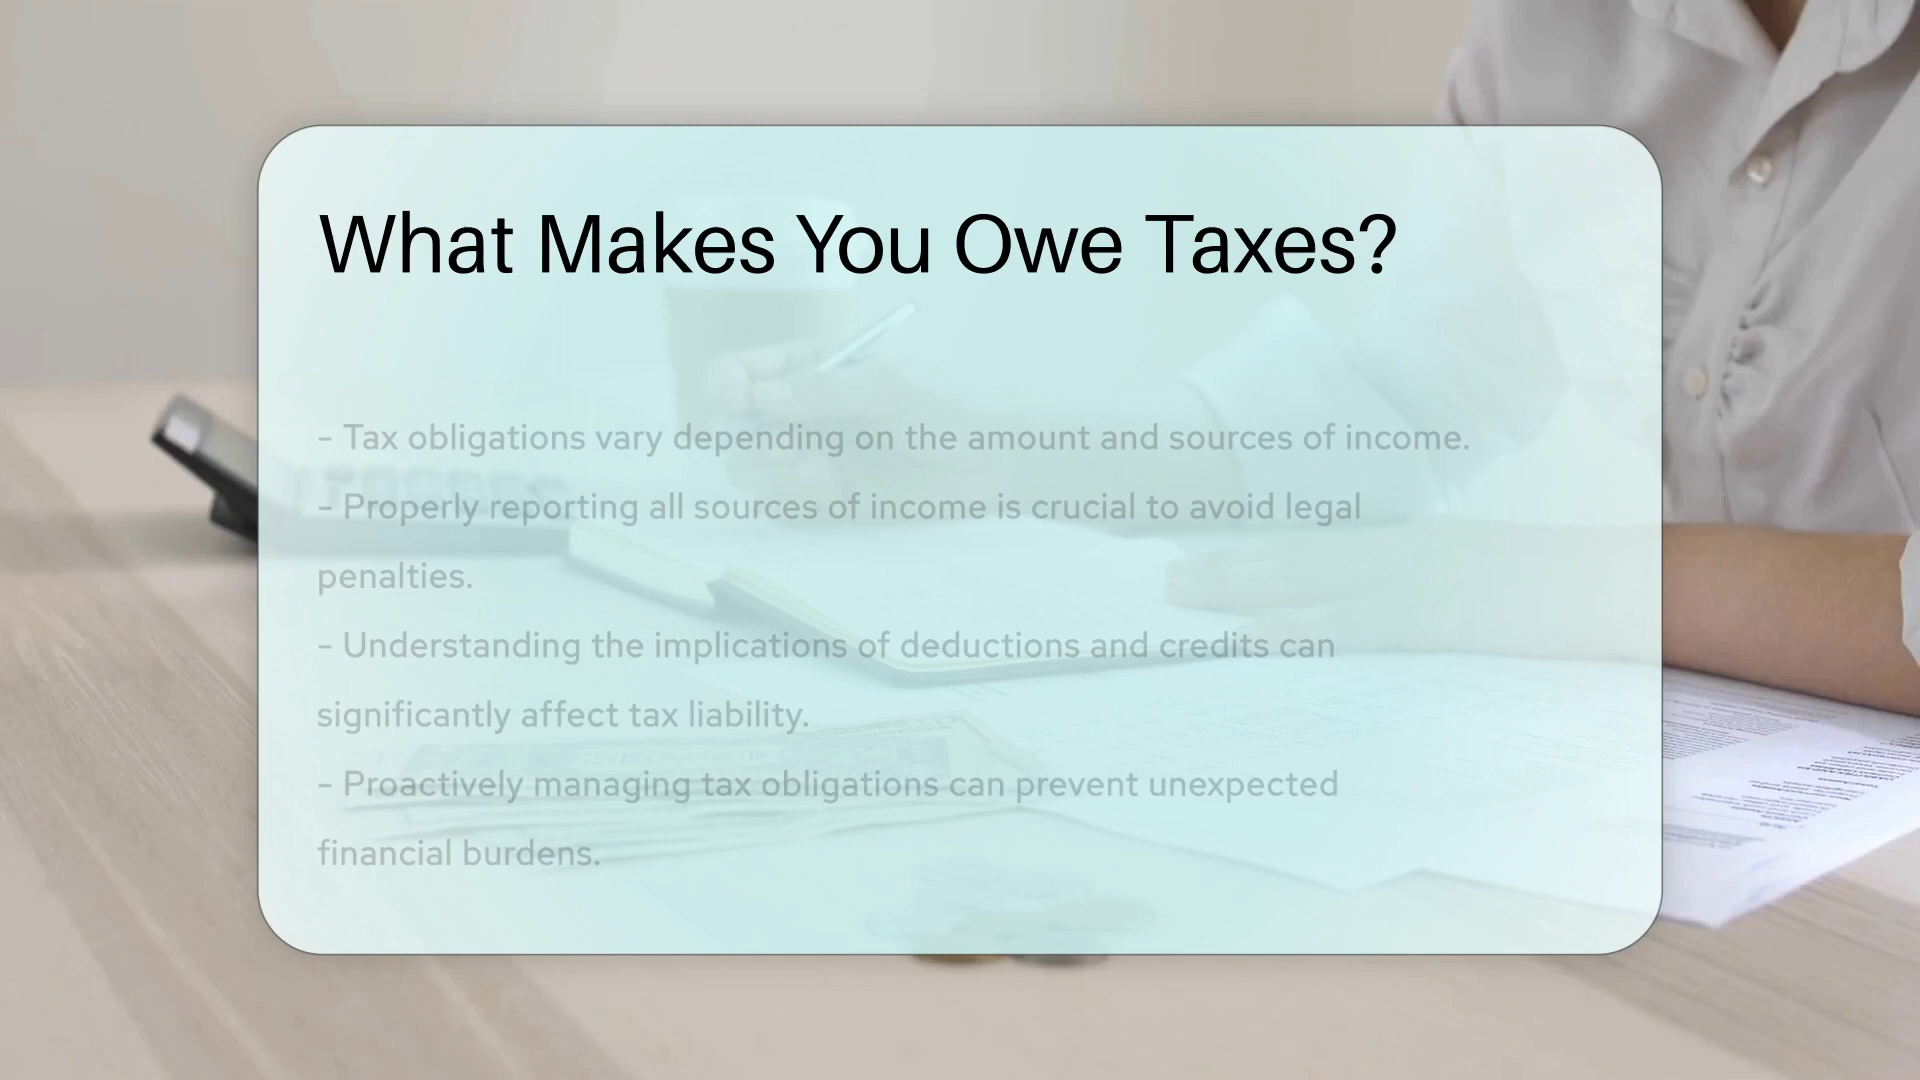 What Makes You Owe Taxes?
- Tax obligations vary depending on the amount and sources of income.
- Properly reporting all sources of income is crucial to avoid legal
penalties.
- Understanding the implications of deductions and credits can
significantly affect tax liability.
- Proactively managing tax obligations can prevent unexpected
financial burdens.